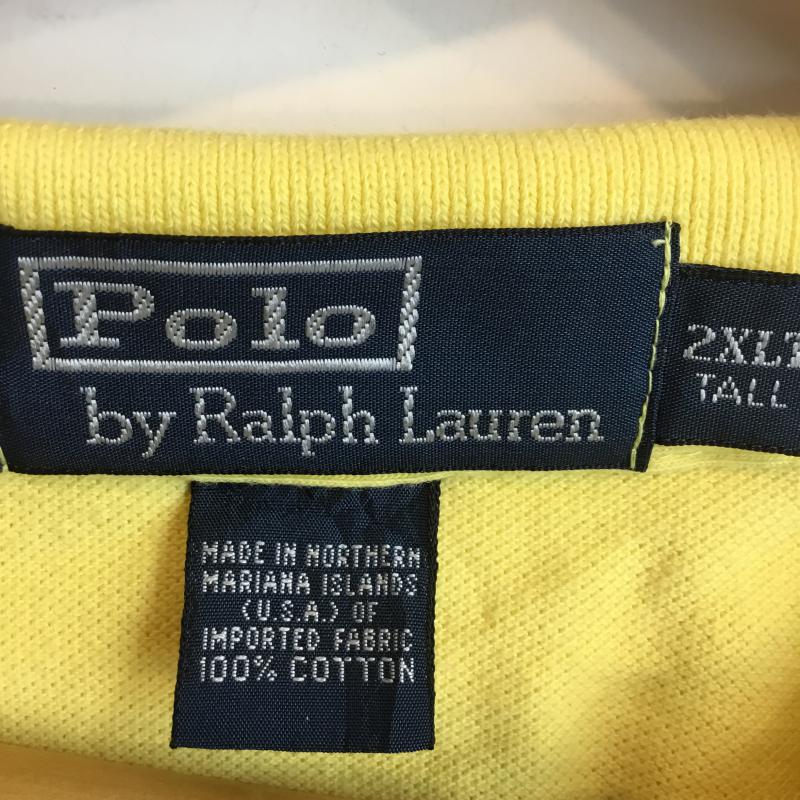 Polo
by Ralph Lauren
2XLT
TALL
MADE IN NORTHERN
MARIANA ISLANDS
(U.S.A.) OF
IMPORTED FABRIC
100% COTTON